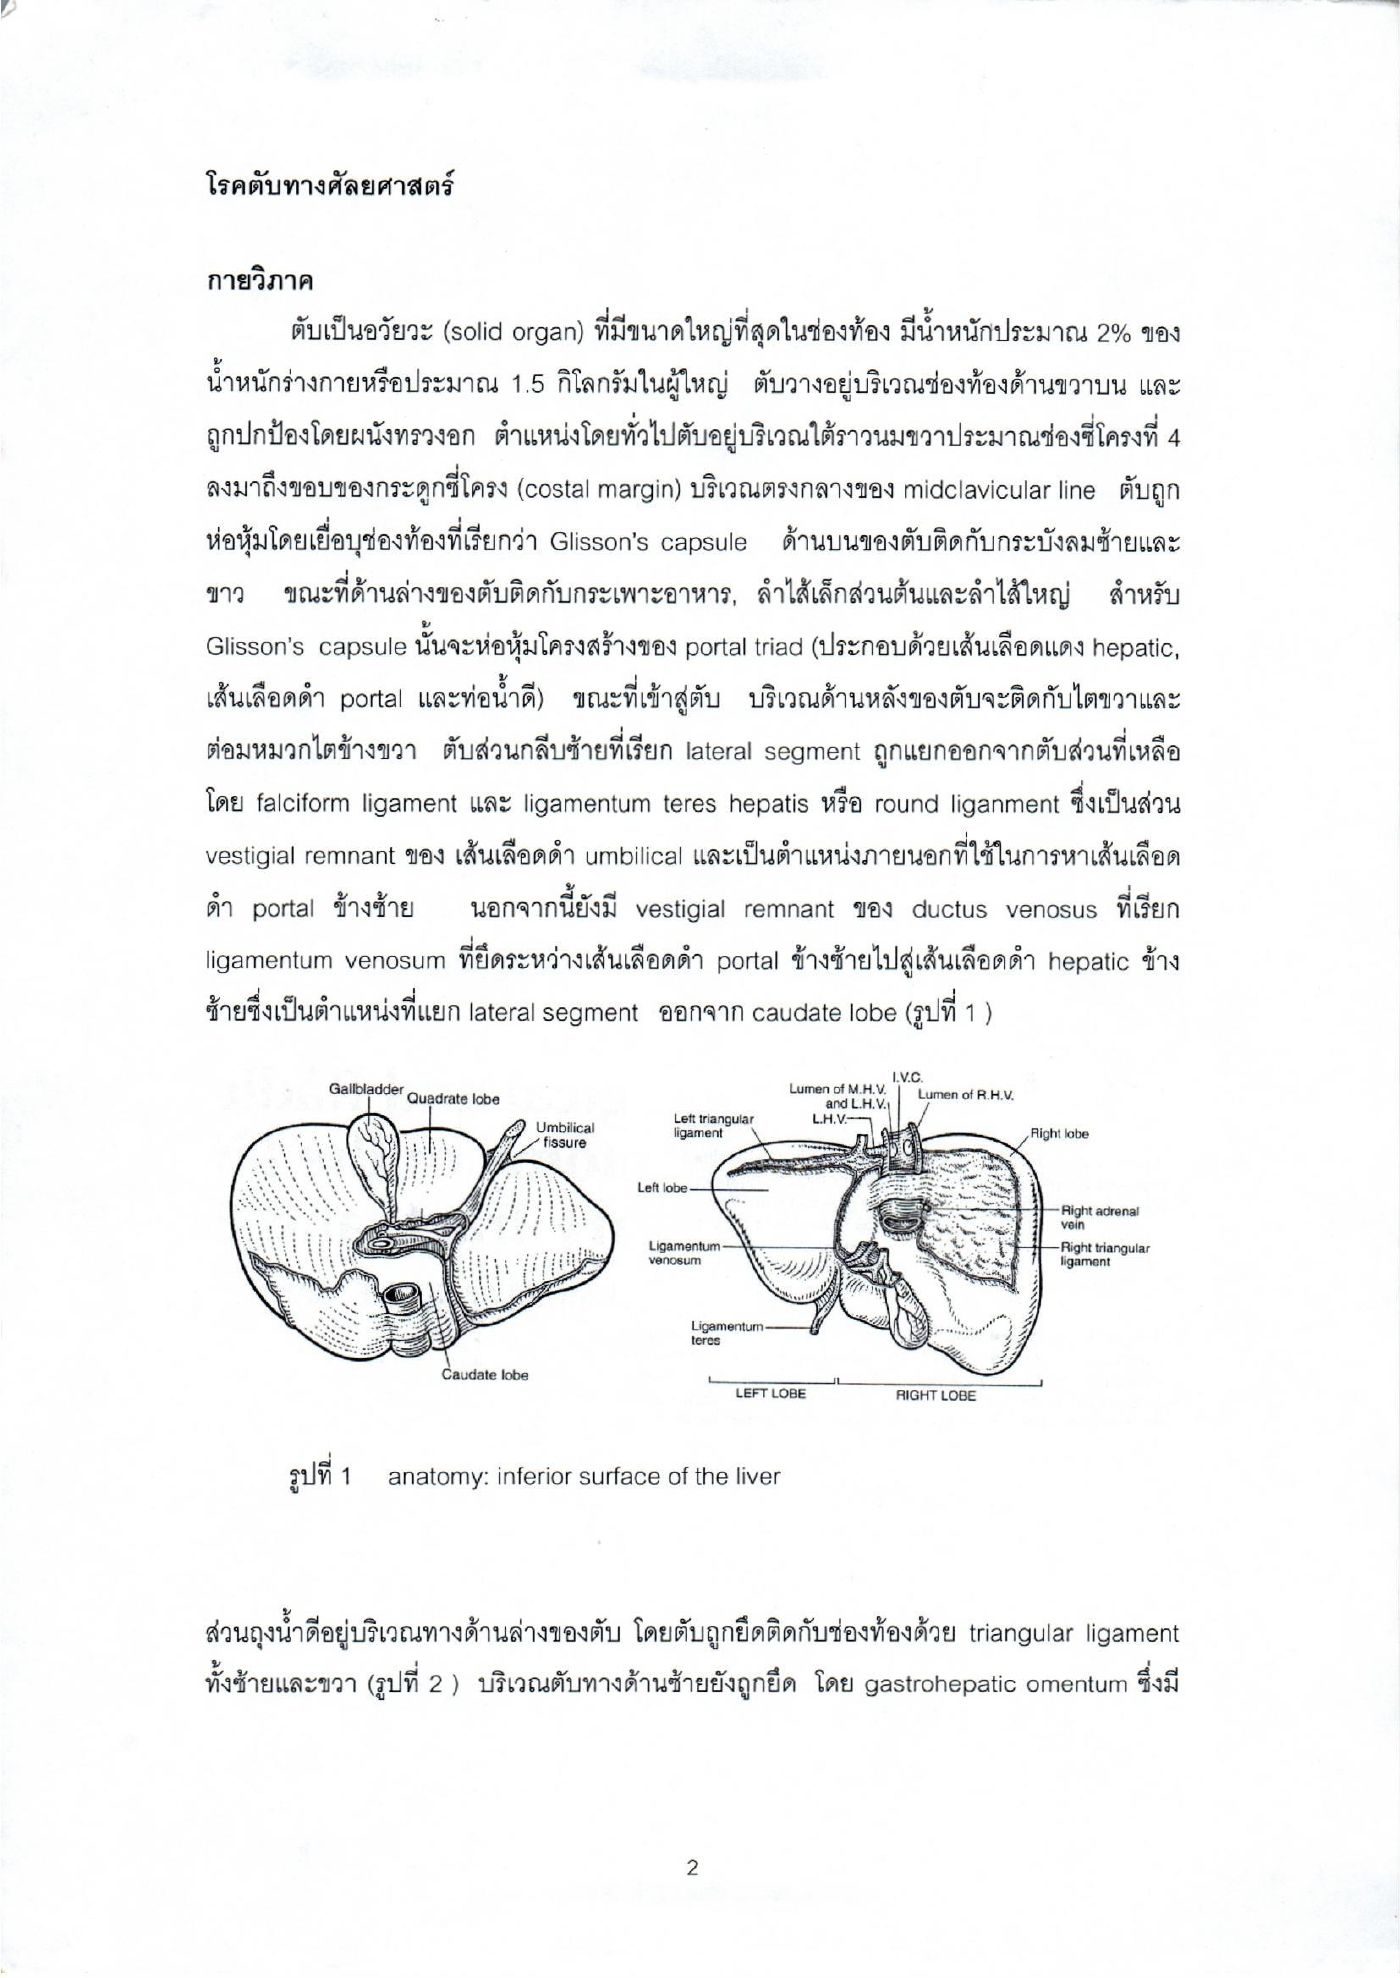 โรคตับทางศัลยศาสตร์
กายวิภาค
ตับเป็นอวัยวะ (solid organ) ที่มีขนาดใหญ่ที่สุดในช่องท้อง มีน้ำหนักประมาณ 2% ของ
น้ำหนักร่างกายหรือประมาณ 1.5 กิโลกรัมในผู้ใหญ่ ตับวางอยู่บริเวณช่องท้องด้านขวาบน และ
ถูกปกป้องโดยผนังทรวงอก ตำแหน่งโดยทั่วไปตับอยู่บริเวณใต้ราวนมขวาประมาณช่องซี่โครงที่ 4
ลงมาถึงขอบของกระดูกซี่โครง (costal margin) บริเวณตรงกลางของ midclavicular line ตับถูก
ห่อหุ้มโดยเยื่อบุช่องท้องที่เรียกว่า Glisson's capsule ด้านบนของตับติดกับกระบังลมซ้ายและ
ขาว ขณะที่ด้านล่างของตับติดกับกระเพาะอาหาร, ลำไส้เล็กส่วนต้นและลำไส้ใหญ่ สำหรับ
Glisson's capsule นั้นจะห่อหุ้มโครงสร้างของ portal triad (ประกอบด้วยเส้นเลือดแดง hepatic,
เส้นเลือดดำ portal และท่อน้ำดี) ขณะที่เข้าสู่ตับ บริเวณด้านหลังของตับจะติดกับไตขวาและ
ต่อมหมวกไตข้างขวา ตับส่วนกลีบซ้ายที่เรียก lateral segment ถูกแยกออกจากตับส่วนที่เหลือ
โดย falciform ligament และ ligamentum teres hepatis หรือ round liganment ซึ่งเป็นส่วน
vestigial remnant ของ เส้นเลือดดำ umbilical และเป็นตำแหน่งภายนอกที่ใช้ในการหาเส้นเลือด
ดำ portal ข้างซ้าย นอกจากนี้ยังมี vestigial remnant ของ ductus venosus ที่เรียก
ligamentum venosum ที่ยึดระหว่างเส้นเลือดดำ portal ข้างซ้ายไปสู่เส้นเลือดดำ hepatic ข้าง
ซ้ายซึ่งเป็นตำแหน่งที่แยก lateral segment ออกจาก caudate lobe (รูปที่ 1 )
Gallbladder
Quadrate lobe
Umbilical
fissure
Caudate lobe
I.V.C.
Lumen of M.H.V.
and L.H.V.
Lumen of R.H.V.
L.H.V.
Left triangular
ligament
Right lobe
Left lobe
Right adrenal
vein
Ligamentum
venosum
Right triangular
ligament
Ligamentum
teres
LEFT LOBE
RIGHT LOBE
รูปที่ 1 anatomy: inferior surface of the liver
ส่วนถุงน้ำดีอยู่บริเวณทางด้านล่างของตับ โดยตับถูกยึดติดกับช่องท้องด้วย triangular ligament
ทั้งซ้ายและขวา (รูปที่ 2 ) บริเวณตับทางด้านซ้ายยังถูกยึด โดย gastrohepatic omentum ซึ่งมี
2